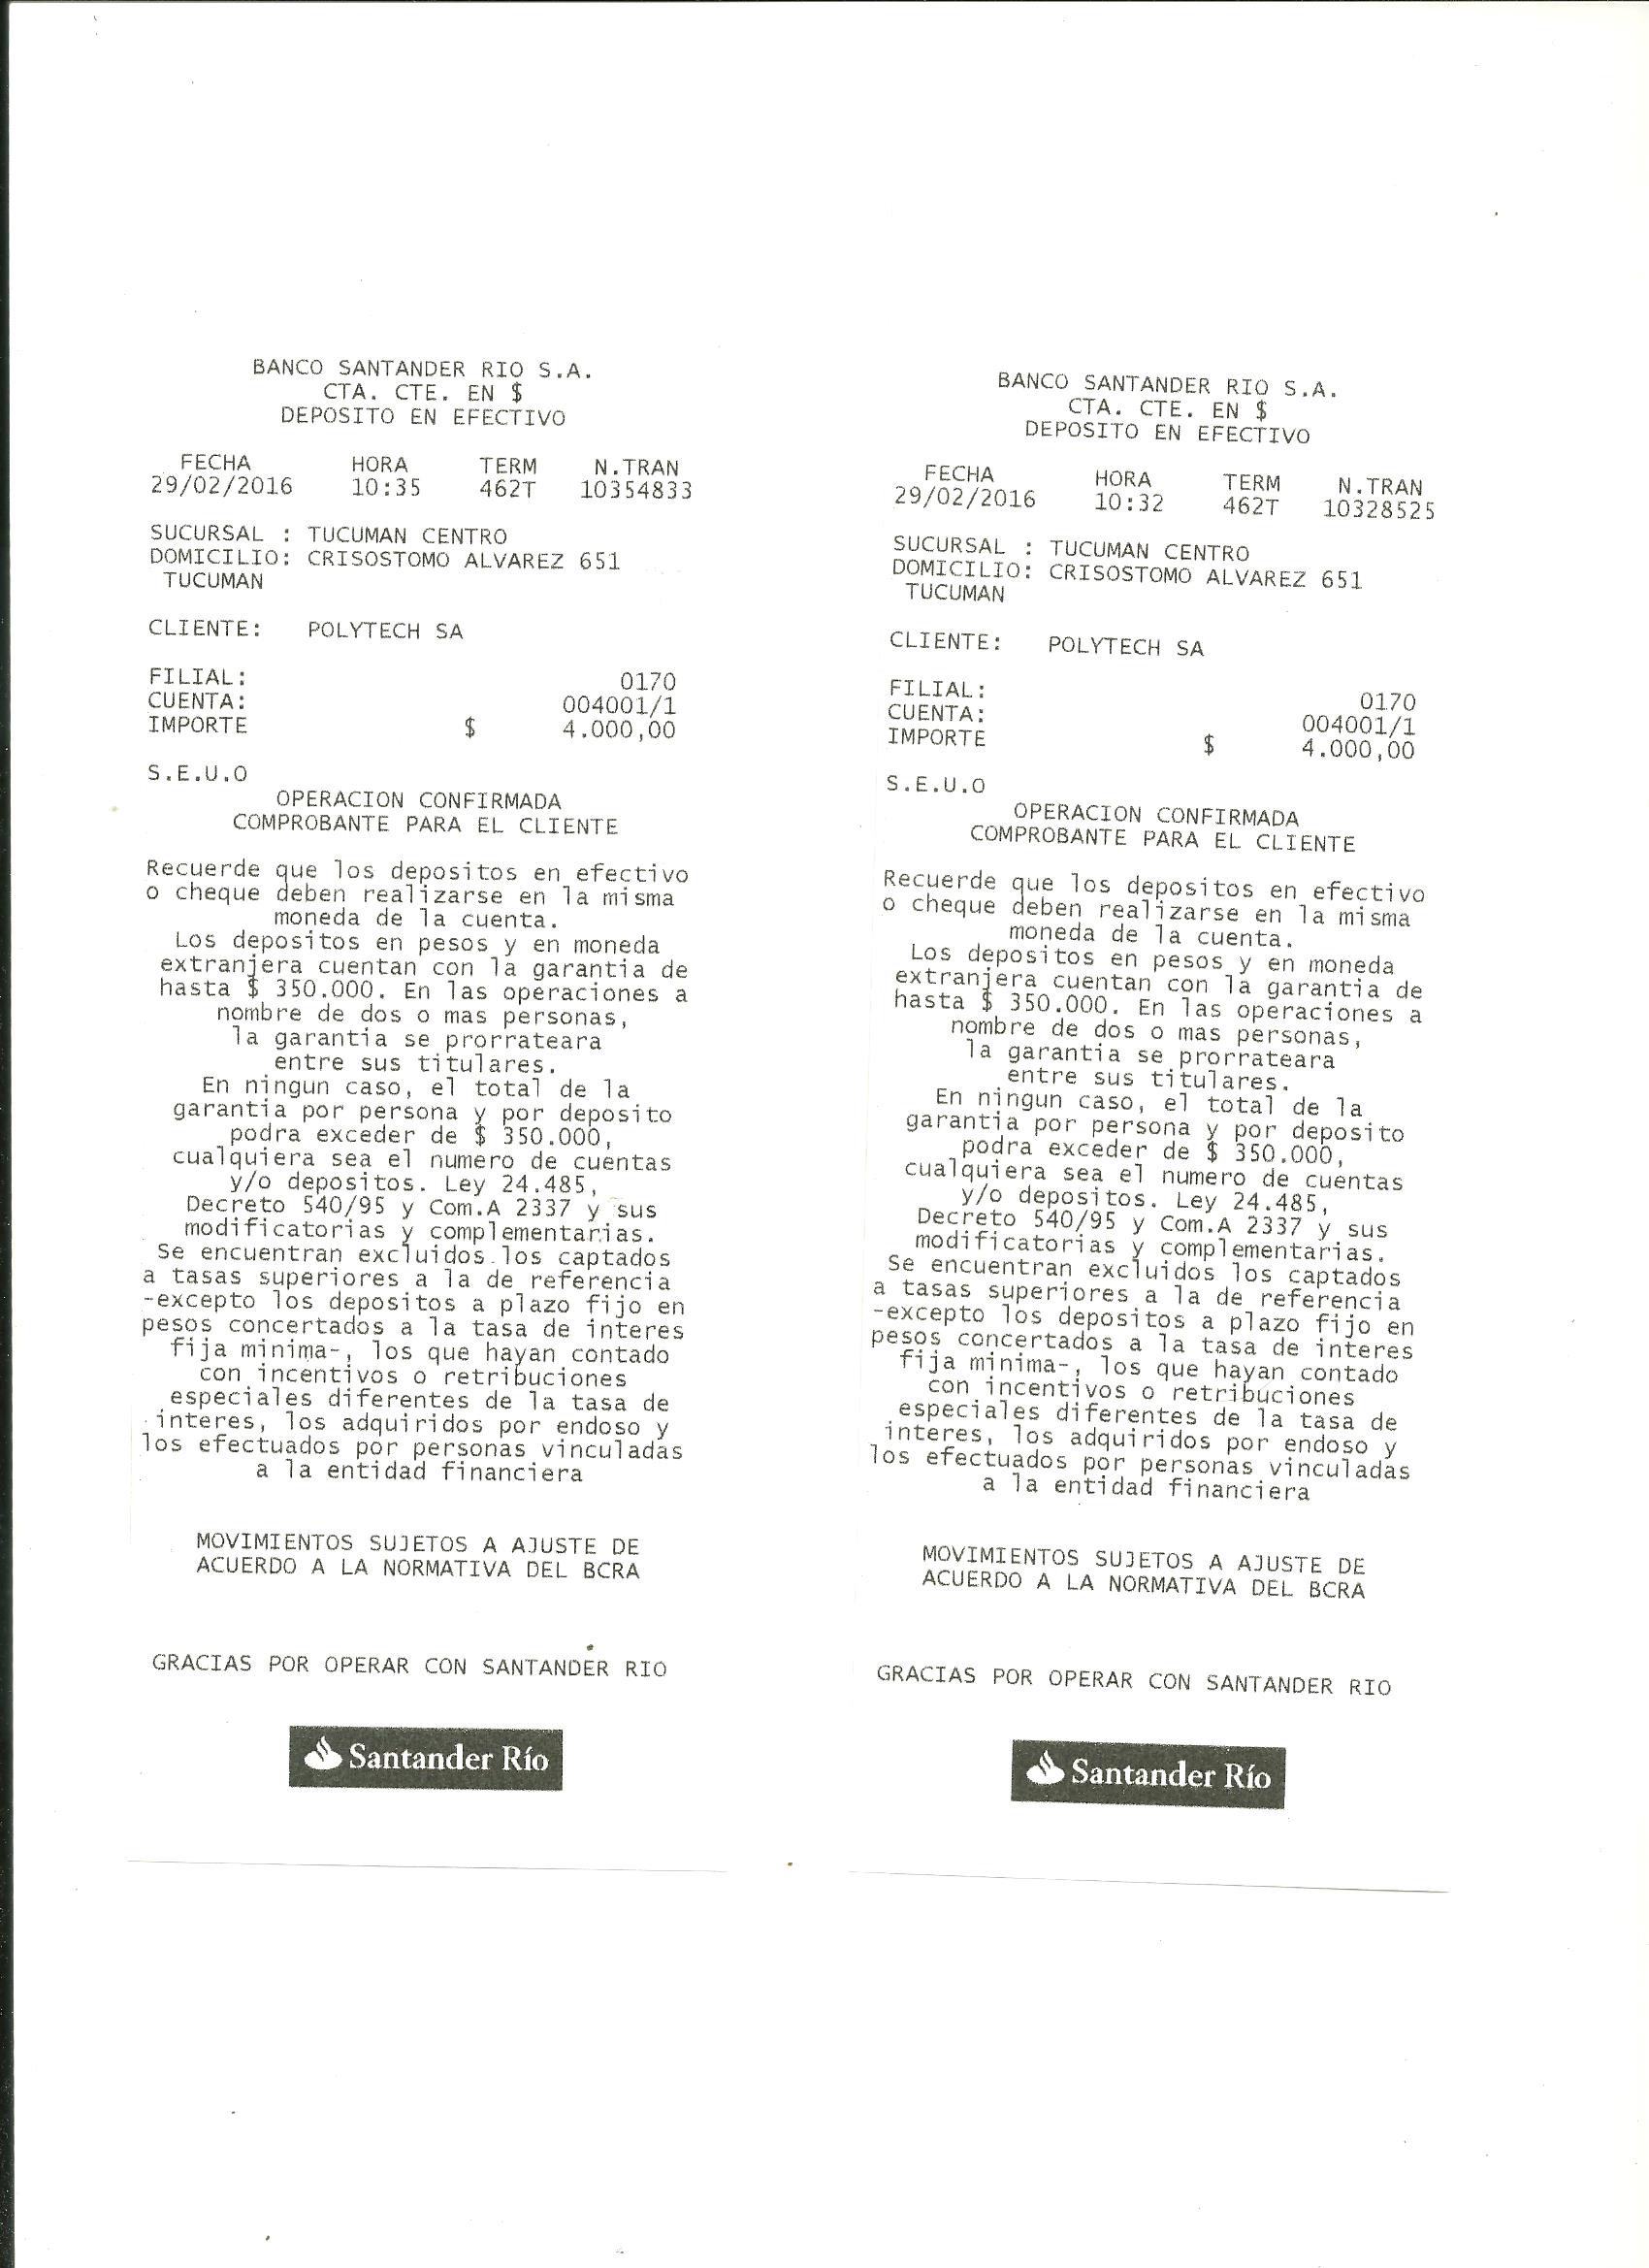 BANCO SANTANDER RIO S.A.
CTA. CTE. EN $
DEPOSITO EN EFECTIVO
FECHA HORA TERM N.TRAN
29/02/2016 10:35 462T 10354833
SUCURSAL : TUCUMAN CENTRO
DOMICILIO: CRISOSTOMO ALVAREZ 651
TUCUMAN
CLIENTE: POLYTECH SA
FILIAL: 0170
CUENTA: 004001/1
IMPORTE $ 4.000,00
S.E.U.O
OPERACION CONFIRMADA
COMPROBANTE PARA EL CLIENTE
Recuerde que los depositos en efectivo
o cheque deben realizarse en la misma
moneda de la cuenta.
Los depositos en pesos y en moneda
extranjera cuentan con la garantia de
hasta $ 350.000. En las operaciones a
nombre de dos o mas personas,
la garantia se prorrateara
entre sus titulares.
En ningun caso, el total de la
garantia por persona y por deposito
podra exceder de $ 350.000,
cualquiera sea el numero de cuentas
y/o depositos. Ley 24.485,
Decreto 540/95 y Com.A 2337 y sus
modificatorias y complementarias.
Se encuentran excluidos los captados
a tasas superiores a la de referencia
-excepto los depositos a plazo fijo en
pesos concertados a la tasa de interes
fija minima-, los que hayan contado
con incentivos o retribuciones
especiales diferentes de la tasa de
interes, los adquiridos por endoso y
los efectuados por personas vinculadas
a la entidad financiera
MOVIMIENTOS SUJETOS A AJUSTE DE
ACUERDO A LA NORMATIVA DEL BCRA
GRACIAS POR OPERAR CON SANTANDER RIO
Santander Río
BANCO SANTANDER RIO S.A.
CTA. CTE. EN $
DEPOSITO EN EFECTIVO
FECHA HORA TERM N.TRAN
29/02/2016 10:32 462T 10328525
SUCURSAL : TUCUMAN CENTRO
DOMICILIO: CRISOSTOMO ALVAREZ 651
TUCUMAN
CLIENTE: POLYTECH SA
FILIAL: 0170
CUENTA: 004001/1
IMPORTE $ 4.000,00
S.E.U.O
OPERACION CONFIRMADA
COMPROBANTE PARA EL CLIENTE
Recuerde que los depositos en efectivo
o cheque deben realizarse en la misma
moneda de la cuenta.
Los depositos en pesos y en moneda
extranjera cuentan con la garantia de
hasta $ 350.000. En las operaciones a
nombre de dos o mas personas,
la garantia se prorrateara
entre sus titulares.
En ningun caso, el total de la
garantia por persona y por deposito
podra exceder de $ 350.000,
cualquiera sea el numero de cuentas
y/o depositos. Ley 24.485,
Decreto 540/95 y Com.A 2337 y sus
modificatorias y complementarias.
Se encuentran excluidos los captados
a tasas superiores a la de referencia
-excepto los depositos a plazo fijo en
pesos concertados a la tasa de interes
fija minima-, los que hayan contado
con incentivos o retribuciones
especiales diferentes de la tasa de
interes, los adquiridos por endoso y
los efectuados por personas vinculadas
a la entidad financiera
MOVIMIENTOS SUJETOS A AJUSTE DE
ACUERDO A LA NORMATIVA DEL BCRA
GRACIAS POR OPERAR CON SANTANDER RIO
Santander Río